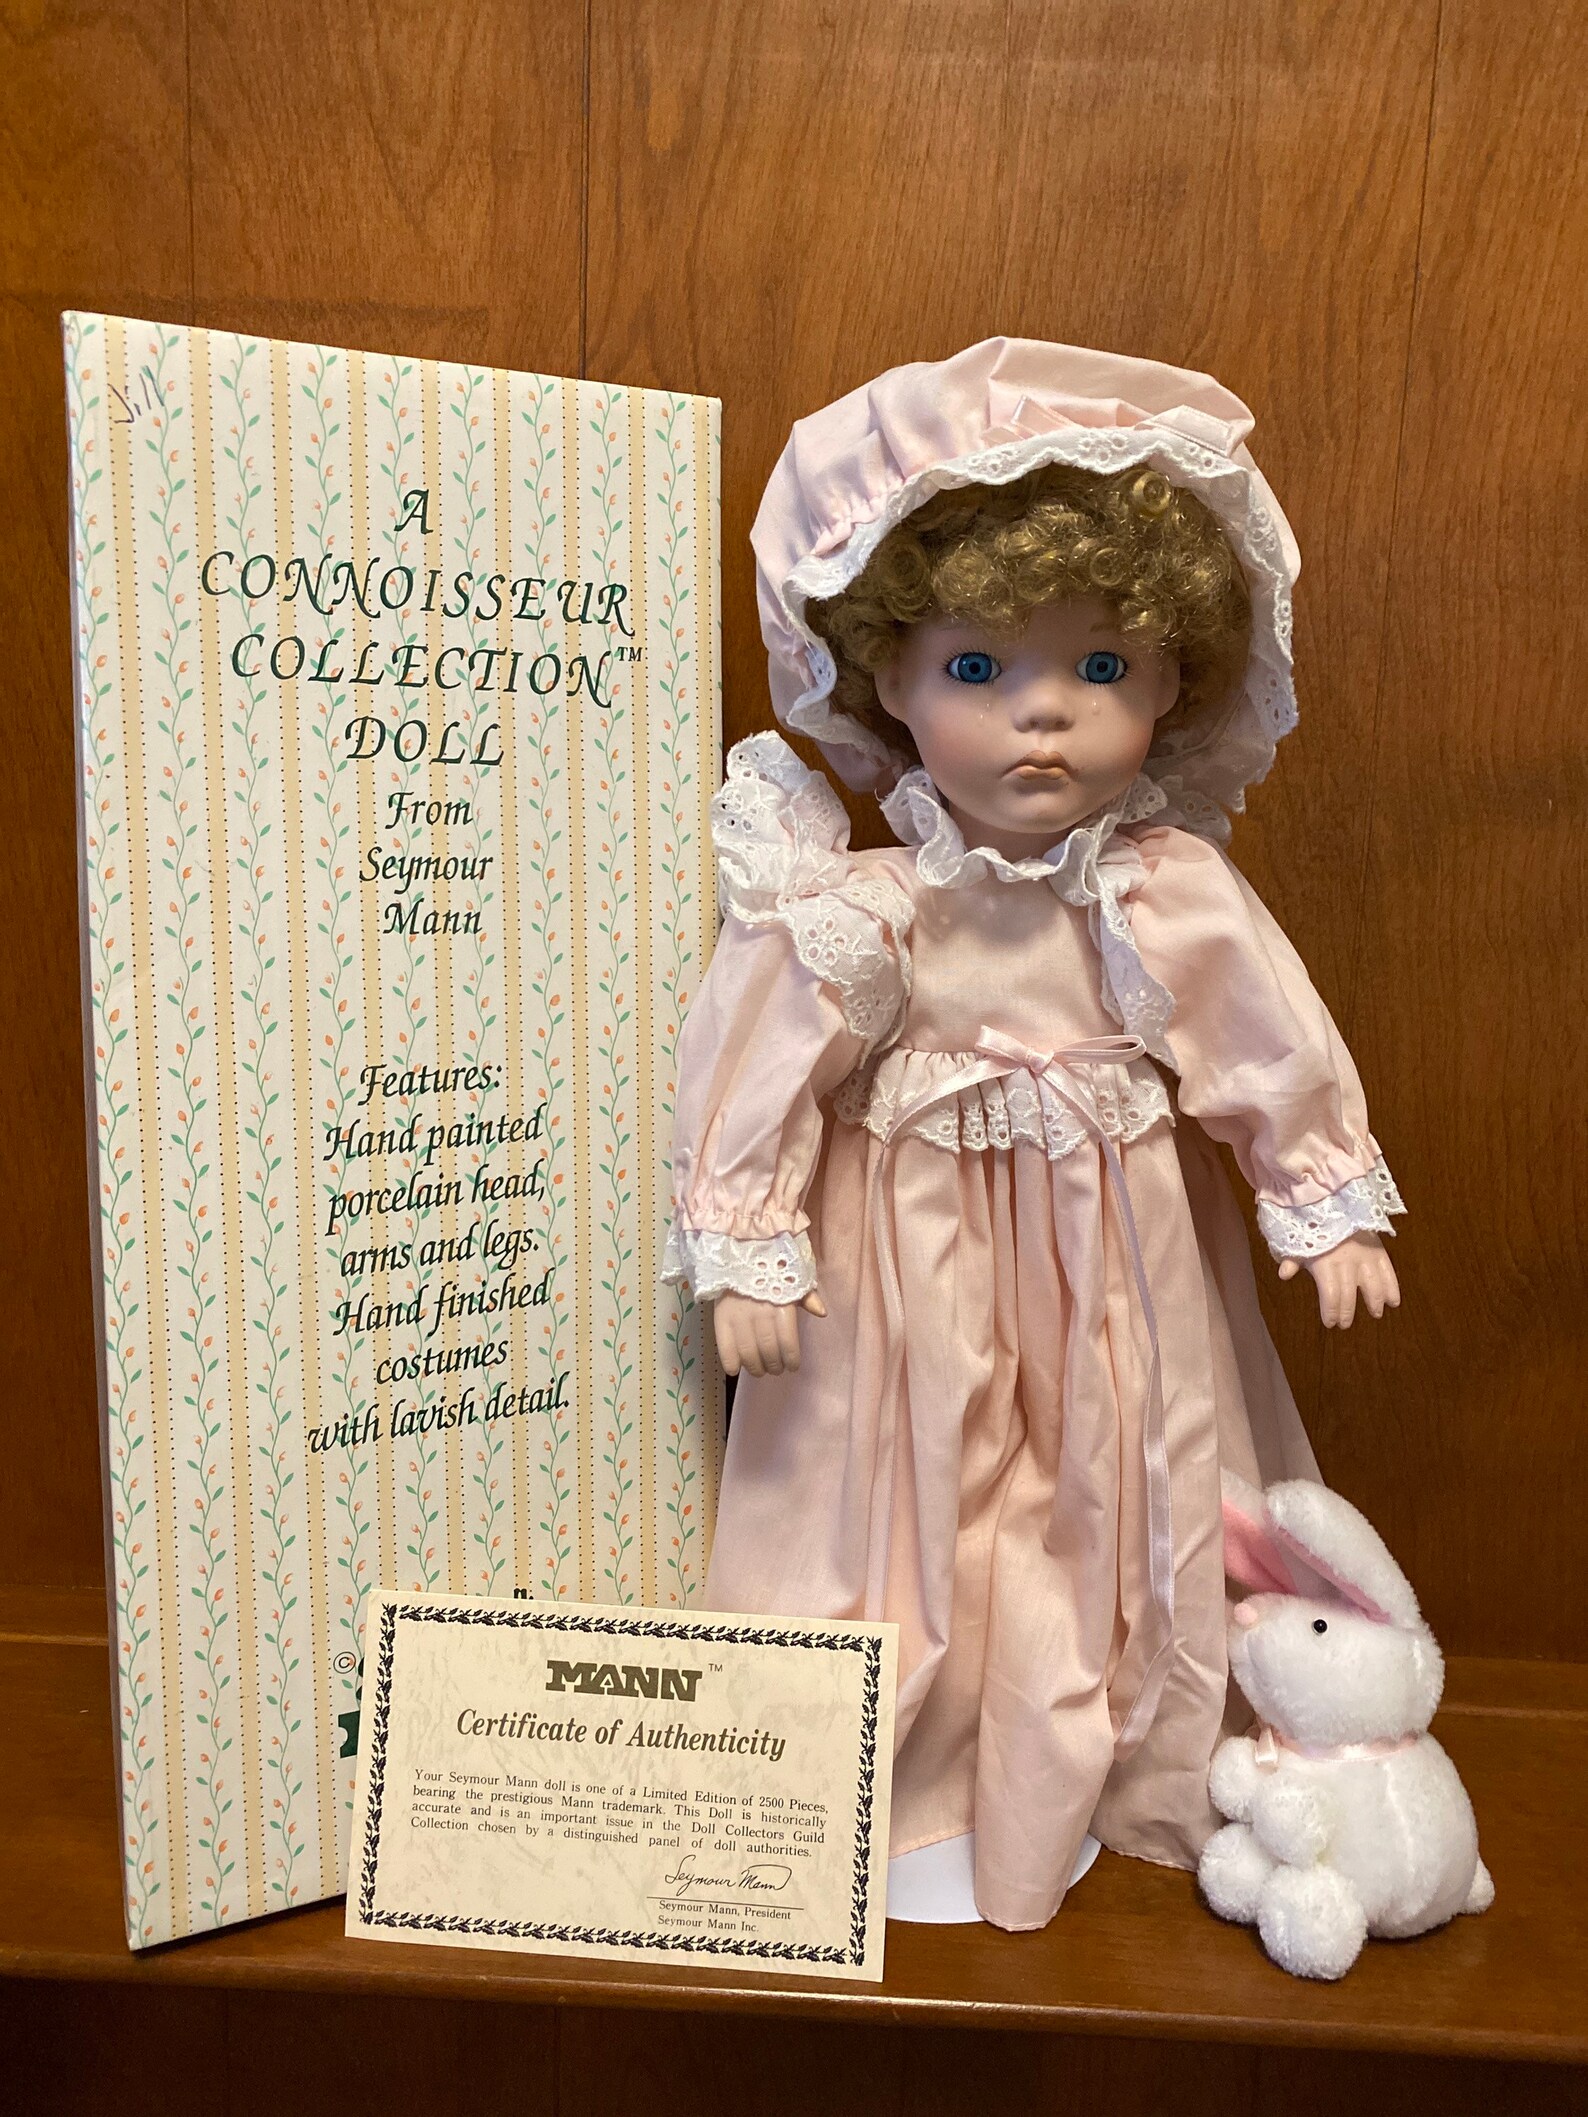 Jill
A
CONNOISSEUR
COLLECTION™
DOLL
From
Seymour
Mann
Features:
Hand painted
porcelain head,
arms and legs.
Hand finished
costumes
with lavish detail.
©
MANN™
Certificate of Authenticity
Your Seymour Mann doll is one of a Limited Edition of 2500 Pieces,
bearing the prestigious Mann trademark. This Doll is historically
accurate and is an important issue in the Doll Collectors Guild
Collection chosen by a distinguished panel of doll authorities.
Seymour Mann
Seymour Mann, President
Seymour Mann Inc.